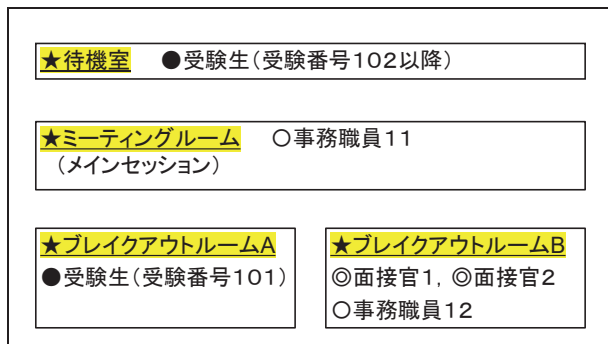 ★待機室 ●受験生(受験番号102以降)
★ミーティングルーム ○事務職員11
(メインセッション)
★ブレイクアウトルームA
●受験生(受験番号101)
★ブレイクアウトルームB
◎面接官1，◎面接官2
○事務職員12